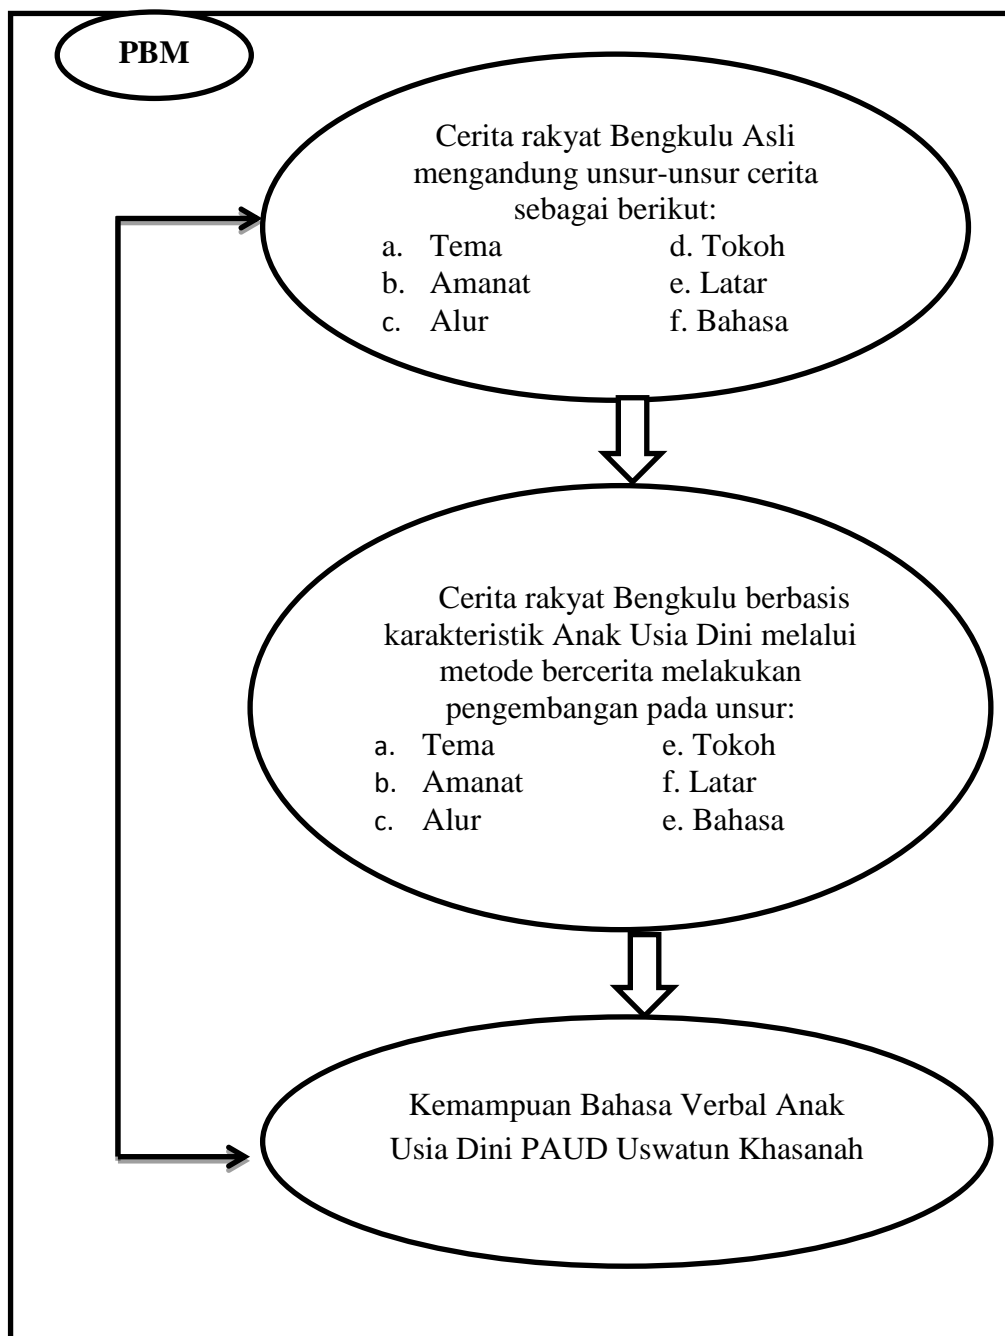 PBM
Cerita rakyat Bengkulu Asli
mengandung unsur-unsur cerita
sebagai berikut:
a. Tema d. Tokoh
b. Amanat e. Latar
c. Alur f. Bahasa
Cerita rakyat Bengkulu berbasis
karakteristik Anak Usia Dini melalui
metode bercerita melakukan
pengembangan pada unsur:
a. Tema e. Tokoh
b. Amanat f. Latar
c. Alur e. Bahasa
Kemampuan Bahasa Verbal Anak
Usia Dini PAUD Uswatun Khasanah